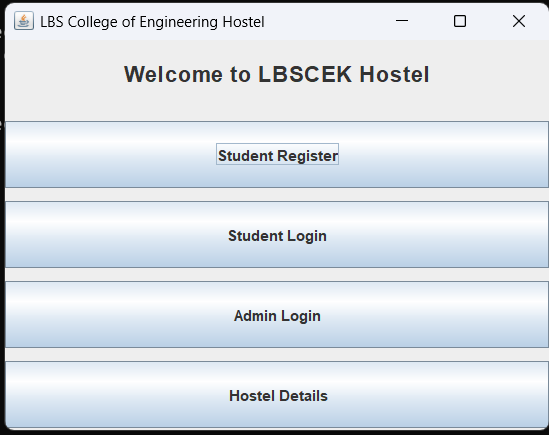 LBS College of Engineering Hostel
Welcome to LBSCEK Hostel
Student Register
Student Login
Admin Login
Hostel Details